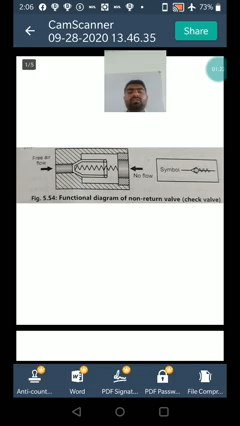 2:06
73%
CamScanner
09-28-2020 13.46.35
Share
1/5
Free air
flow
No flow
Symbol
Fig. 5.54: Functional diagram of non-return valve (check valve)
Anti-count...
Word
PDF Signat...
PDF Passw...
File Compr...